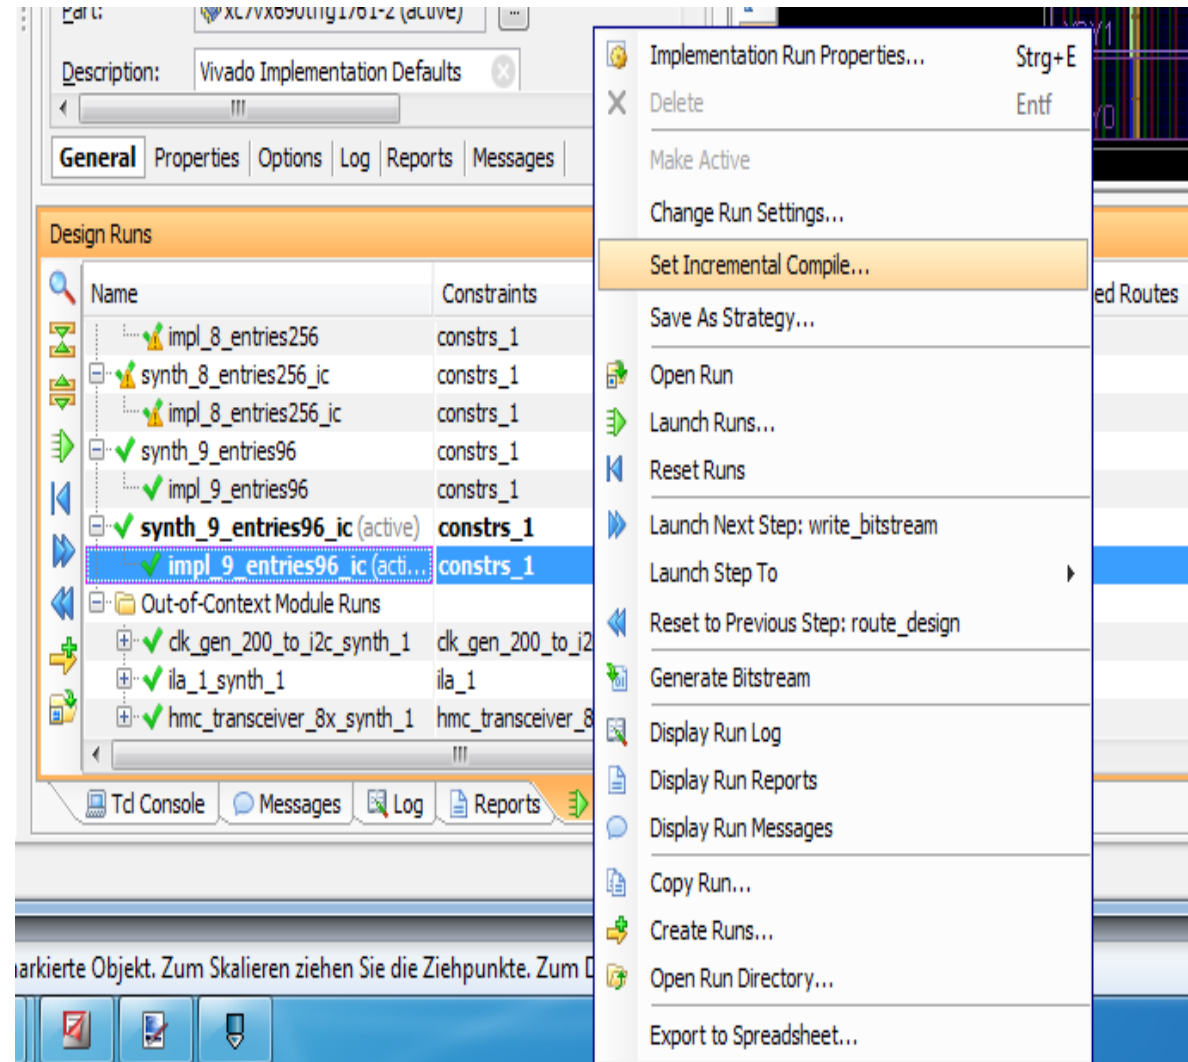 Part: xc7vx690tffg1761-2 (active) ...
Description: Vivado Implementation Defaults
General Properties Options Log Reports Messages
Design Runs
Name Constraints ed Routes
impl_8_entries256 constrs_1
synth_8_entries256_ic constrs_1
impl_8_entries256_ic constrs_1
synth_9_entries96 constrs_1
impl_9_entries96 constrs_1
synth_9_entries96_ic (active) constrs_1
impl_9_entries96_ic (acti... constrs_1
Out-of-Context Module Runs
clk_gen_200_to_i2c_synth_1 clk_gen_200_to_i2
ila_1_synth_1 ila_1
hmc_transceiver_8x_synth_1 hmc_transceiver_8
Tcl Console Messages Log Reports
arkierte Objekt. Zum Skalieren ziehen Sie die Ziehpunkte. Zum D
Implementation Run Properties... Strg+E
Delete Entf
Make Active
Change Run Settings...
Set Incremental Compile...
Save As Strategy...
Open Run
Launch Runs...
Reset Runs
Launch Next Step: write_bitstream
Launch Step To
Reset to Previous Step: route_design
Generate Bitstream
Display Run Log
Display Run Reports
Display Run Messages
Copy Run...
Create Runs...
Open Run Directory...
Export to Spreadsheet...